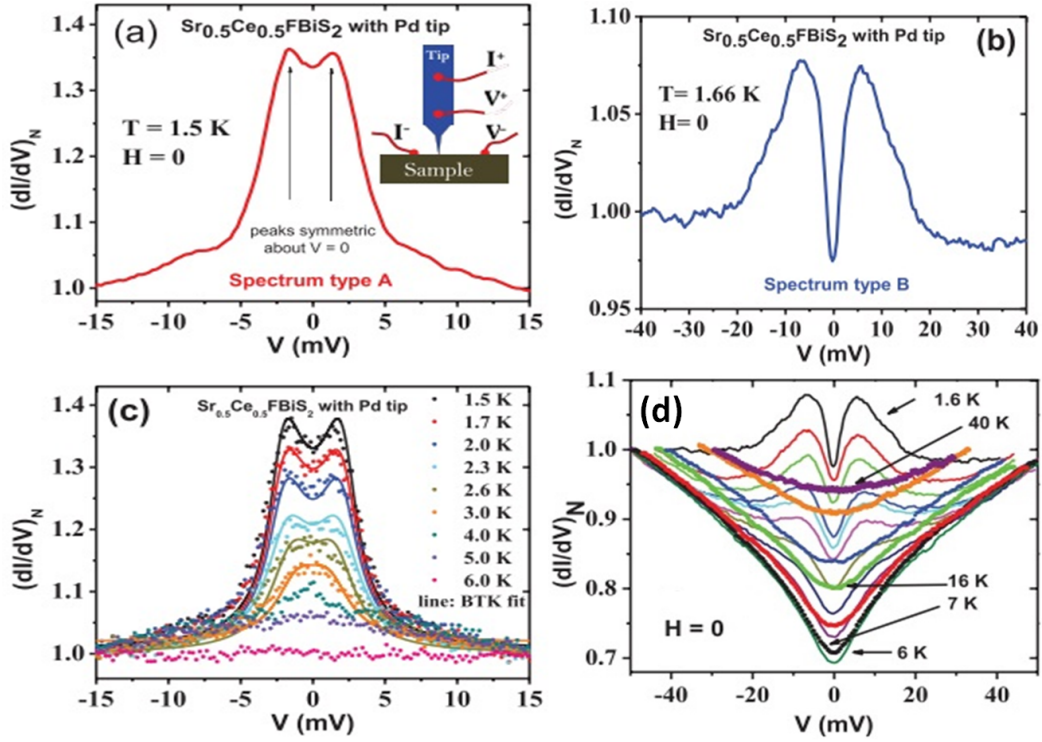 (a)
Sr0.5Ce0.5FBiS2 with Pd tip
T = 1.5 K
H = 0
Tip
I+
V+
I-
V-
Sample
peaks symmetric
about V = 0
Spectrum type A
(dI/dV)N
1.4
1.3
1.2
1.1
1.0
-15 -10 -5 0 5 10 15
V (mV)
(b)
Sr0.5Ce0.5FBiS2 with Pd tip
T= 1.66 K
H= 0
Spectrum type B
(dI/dV)N
1.10
1.05
1.00
0.95
-40 -30 -20 -10 0 10 20 30 40
V (mV)
(c)
Sr0.5Ce0.5FBiS2 with Pd tip
1.5 K
1.7 K
2.0 K
2.3 K
2.6 K
3.0 K
4.0 K
5.0 K
6.0 K
line: BTK fit
(dI/dV)N
1.4
1.3
1.2
1.1
1.0
-15 -10 -5 0 5 10 15
V (mV)
(d)
1.6 K
40 K
16 K
7 K
6 K
H = 0
(dI/dV)N
1.1
1.0
0.9
0.8
0.7
-40 -20 0 20 40
V (mV)